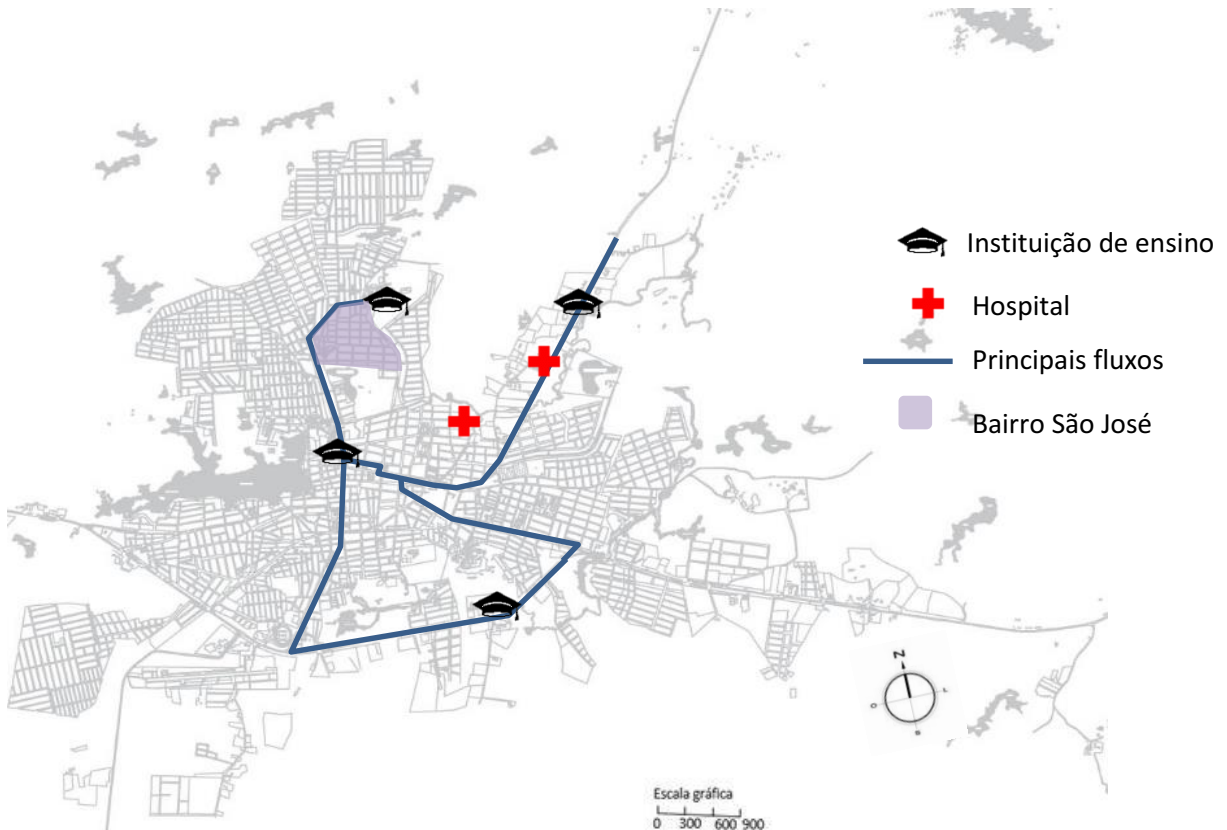 Instituição de ensino
Hospital
Principais fluxos
Bairro São José
N
Escala gráfica
0 300 600 900